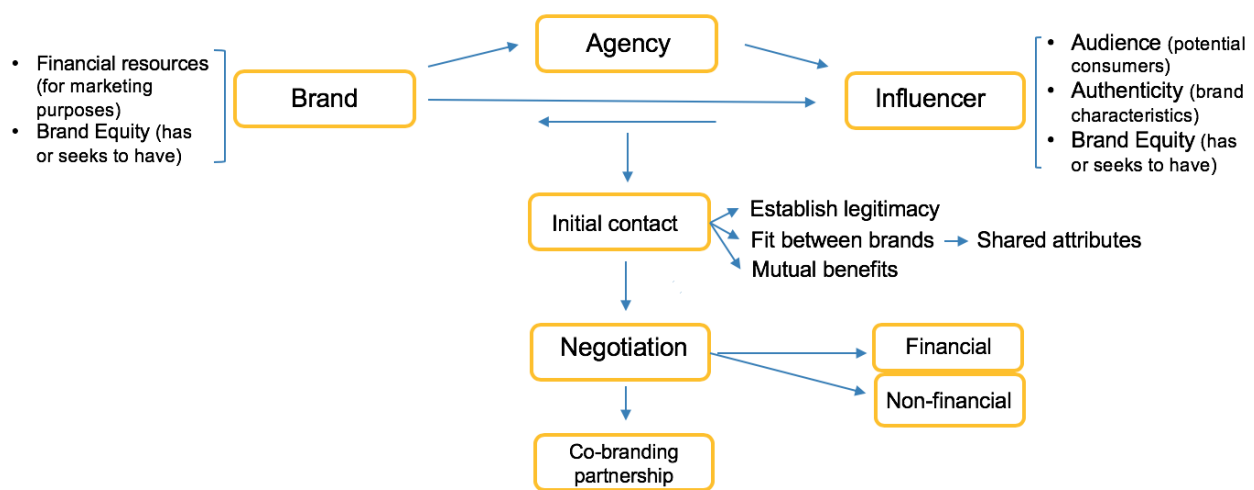 Agency
• Financial resources
(for marketing
purposes)
• Brand Equity (has
or seeks to have)
Brand
Influencer
• Audience (potential
consumers)
• Authenticity (brand
characteristics)
• Brand Equity (has
or seeks to have)
Initial contact
Establish legitimacy
Fit between brands
Shared attributes
Mutual benefits
Negotiation
Financial
Non-financial
Co-branding
partnership